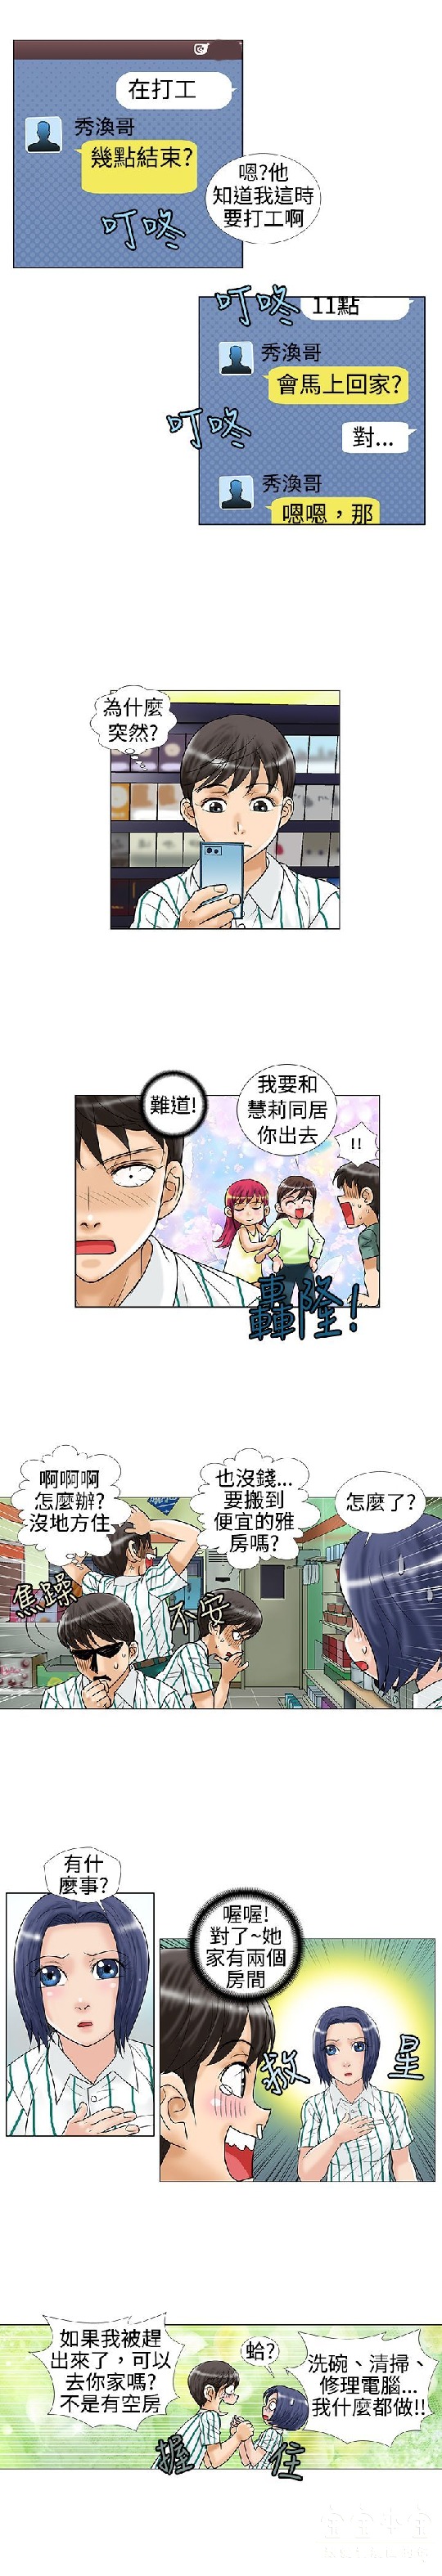 在打工
秀渙哥
幾點結束?
叮咚
嗯?他
知道我這時
要打工啊
叮咚
11點
秀渙哥
會馬上回家?
叮咚
對...
秀渙哥
嗯嗯，那
為什麼
突然?
難道!
我要和
慧莉同居
你出去
!!
轟隆!
啊啊啊
怎麼辦?
沒地方住
焦躁
也沒錢...
要搬到
便宜的雅
房嗎?
不安
怎麼了?
有什
麼事?
喔喔!
對了~她
家有兩個
房間
救星
如果我被趕
出來了，可以
去你家嗎?
不是有空房
蛤?
洗碗、清掃、
修理電腦...
我什麼都做!!
握住